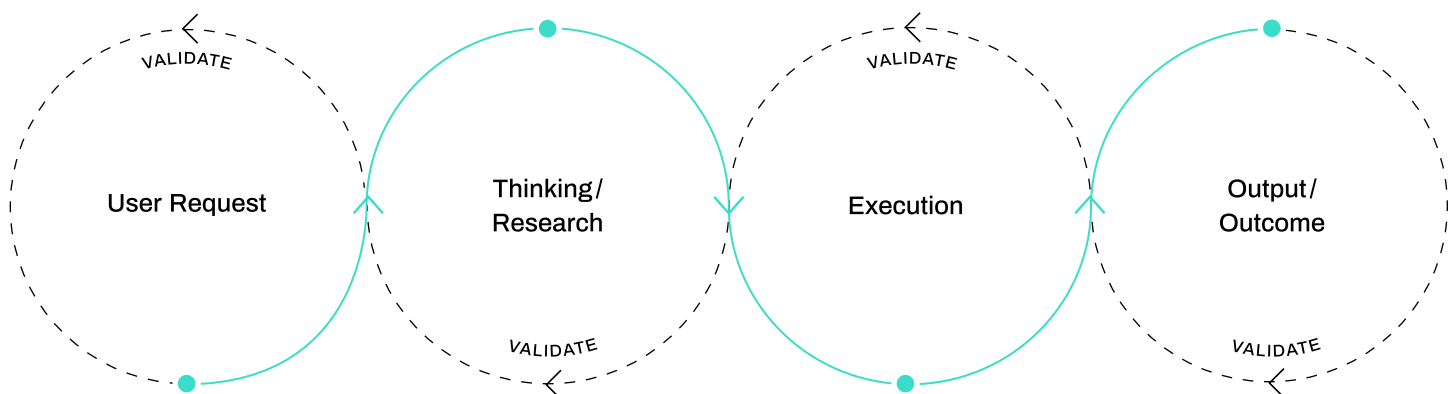 VALIDATE
User Request
Thinking/
Research
VALIDATE
VALIDATE
Execution
Output/
Outcome
VALIDATE